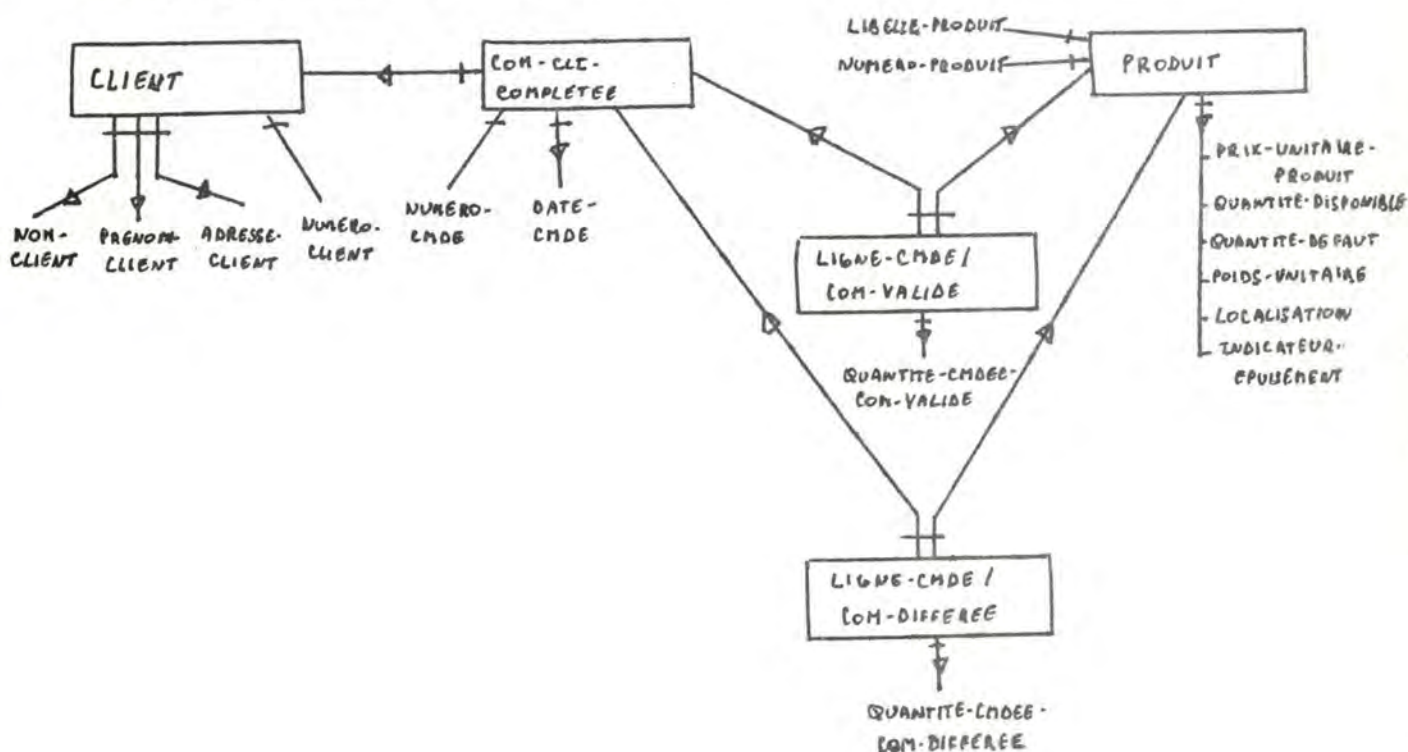 CLIENT
NOM-
CLIENT
PRENOM-
CLIENT
ADRESSE-
CLIENT
NUMERO-
CLIENT
COM-CLI-
COMPLETEE
NUMERO-
CMDE
DATE-
CMDE
LIBELLE-PRODUIT
NUMERO-PRODUIT
PRODUIT
PRIX-UNITAIRE-
PRODUIT
QUANTITÉ-DISPONIBLE
QUANTITÉ-DEFAUT
POIDS-UNITAIRE
LOCALISATION
INDICATEUR-
EPUISEMENT
LIGNE-CMDE/
COM-VALIDE
QUANTITE-CMDEE-
COM-VALIDE
LIGNE-CMDE/
COM-DIFFEREE
QUANTITE-CMDEE-
COM-DIFFEREE